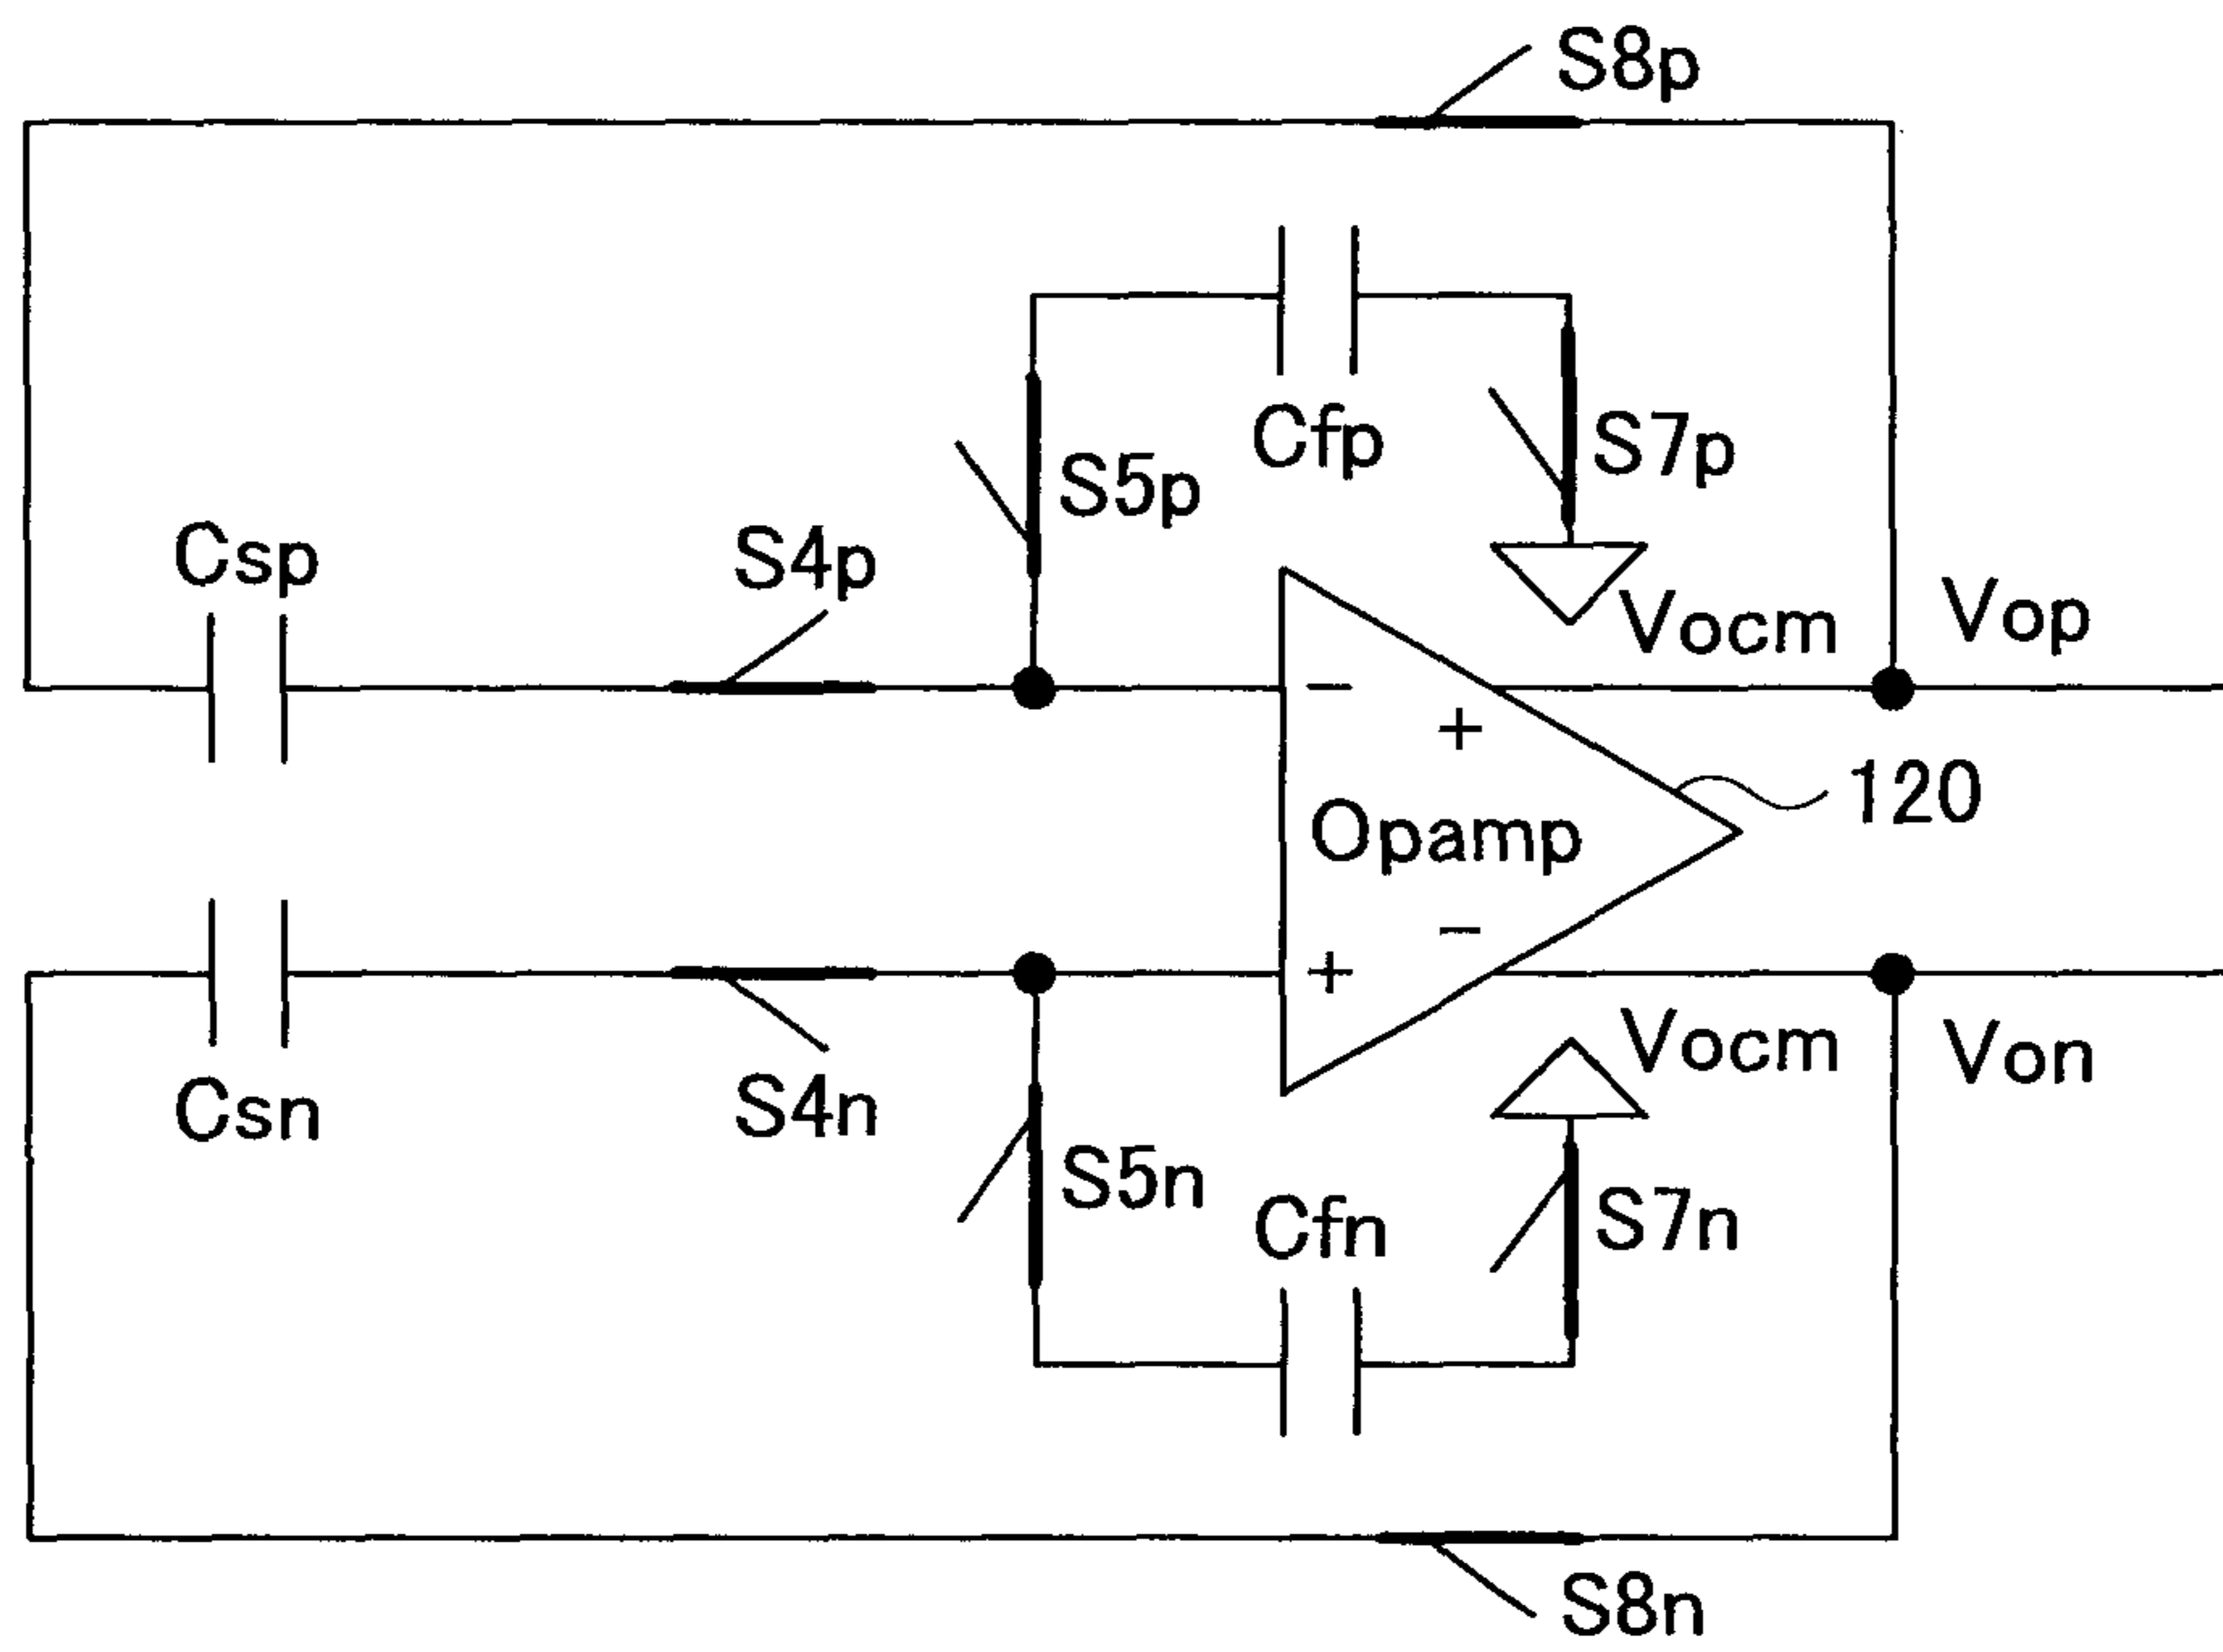 S8p
Cfp
S7p
S5p
Csp
S4p
Vocm
Vop
−
+
120
Opamp
−
+
Vocm
Von
Csn
S4n
S5n
Cfn
S7n
S8n